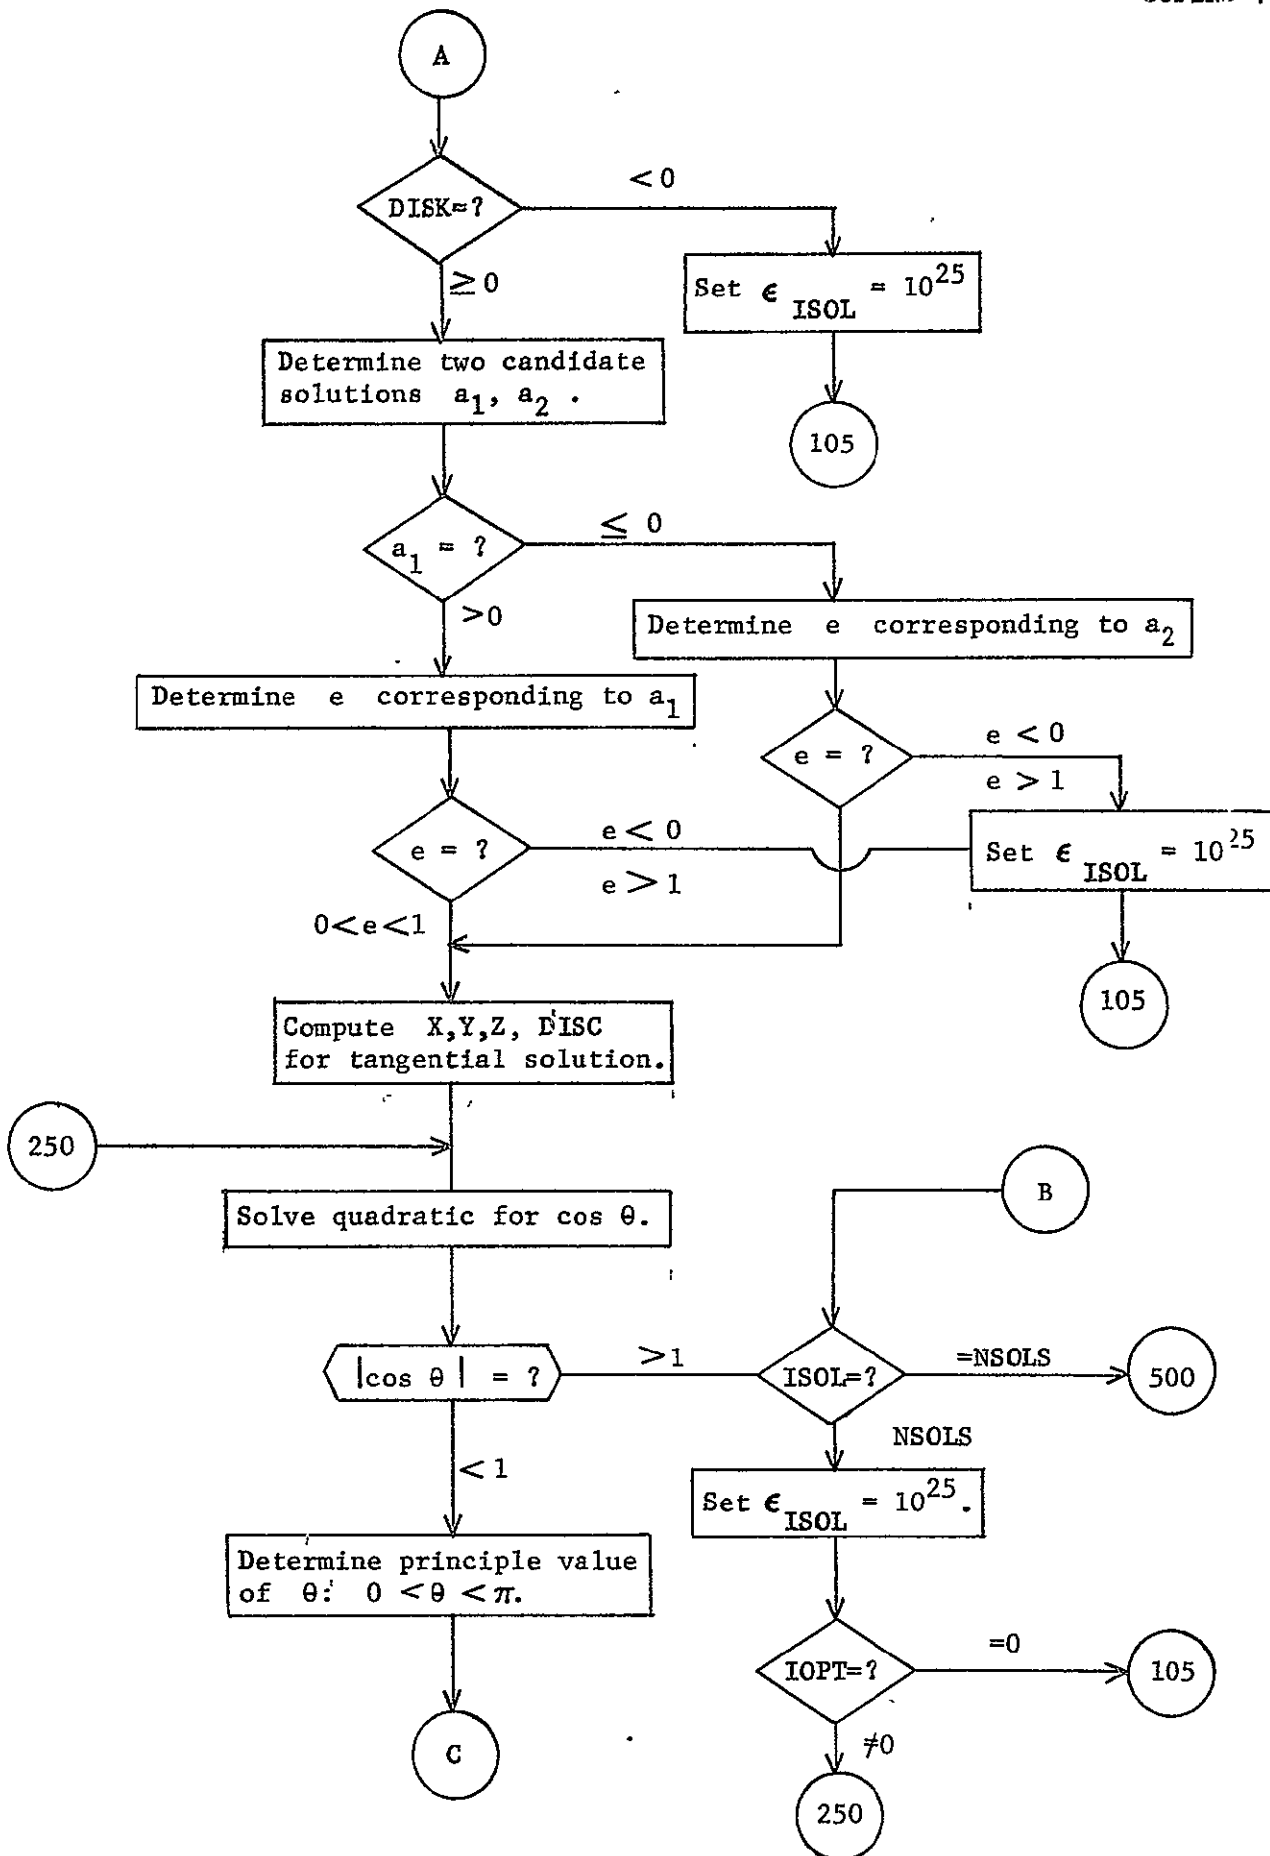 A
DISK=?
< 0
≥ 0
Set ϵ ISOL = 10^25
Determine two candidate
solutions a1, a2 .
105
a1 = ?
≤ 0
>0
Determine e corresponding to a2
Determine e corresponding to a1
e = ?
e < 0
e > 1
e = ?
e < 0
e > 1
Set ϵ ISOL = 10^25
0<e<1
105
Compute X,Y,Z, DISC
for tangential solution.
250
B
Solve quadratic for cos θ.
|cos θ| = ?
>1
ISOL=?
=NSOLS
500
NSOLS
< 1
Set ϵ ISOL = 10^25.
Determine principle value
of θ: 0 < θ < π.
IOPT=?
=0
105
C
≠0
250